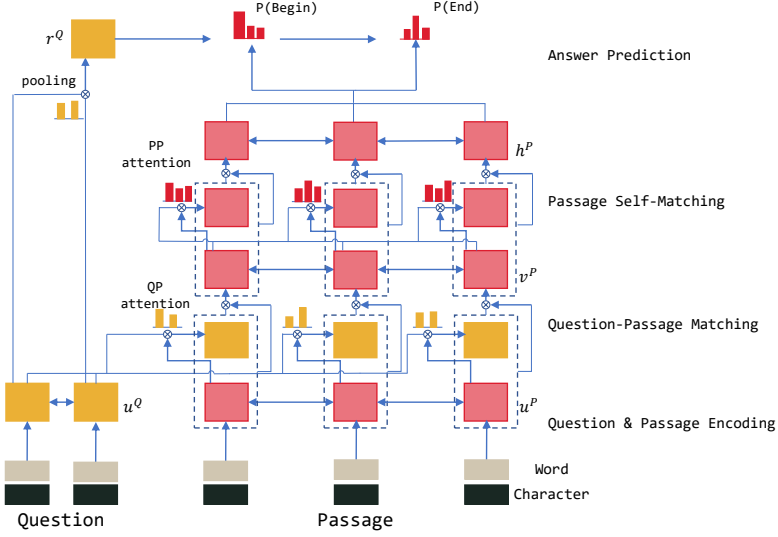 P(Begin)
P(End)
r^Q
Answer Prediction
pooling
PP
attention
h^P
Passage Self-Matching
v^P
QP
attention
Question-Passage Matching
u^Q
u^P
Question & Passage Encoding
Word
Character
Question
Passage